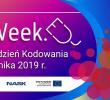 Week.
dzień Kodowania
nika 2019 r.
NASK